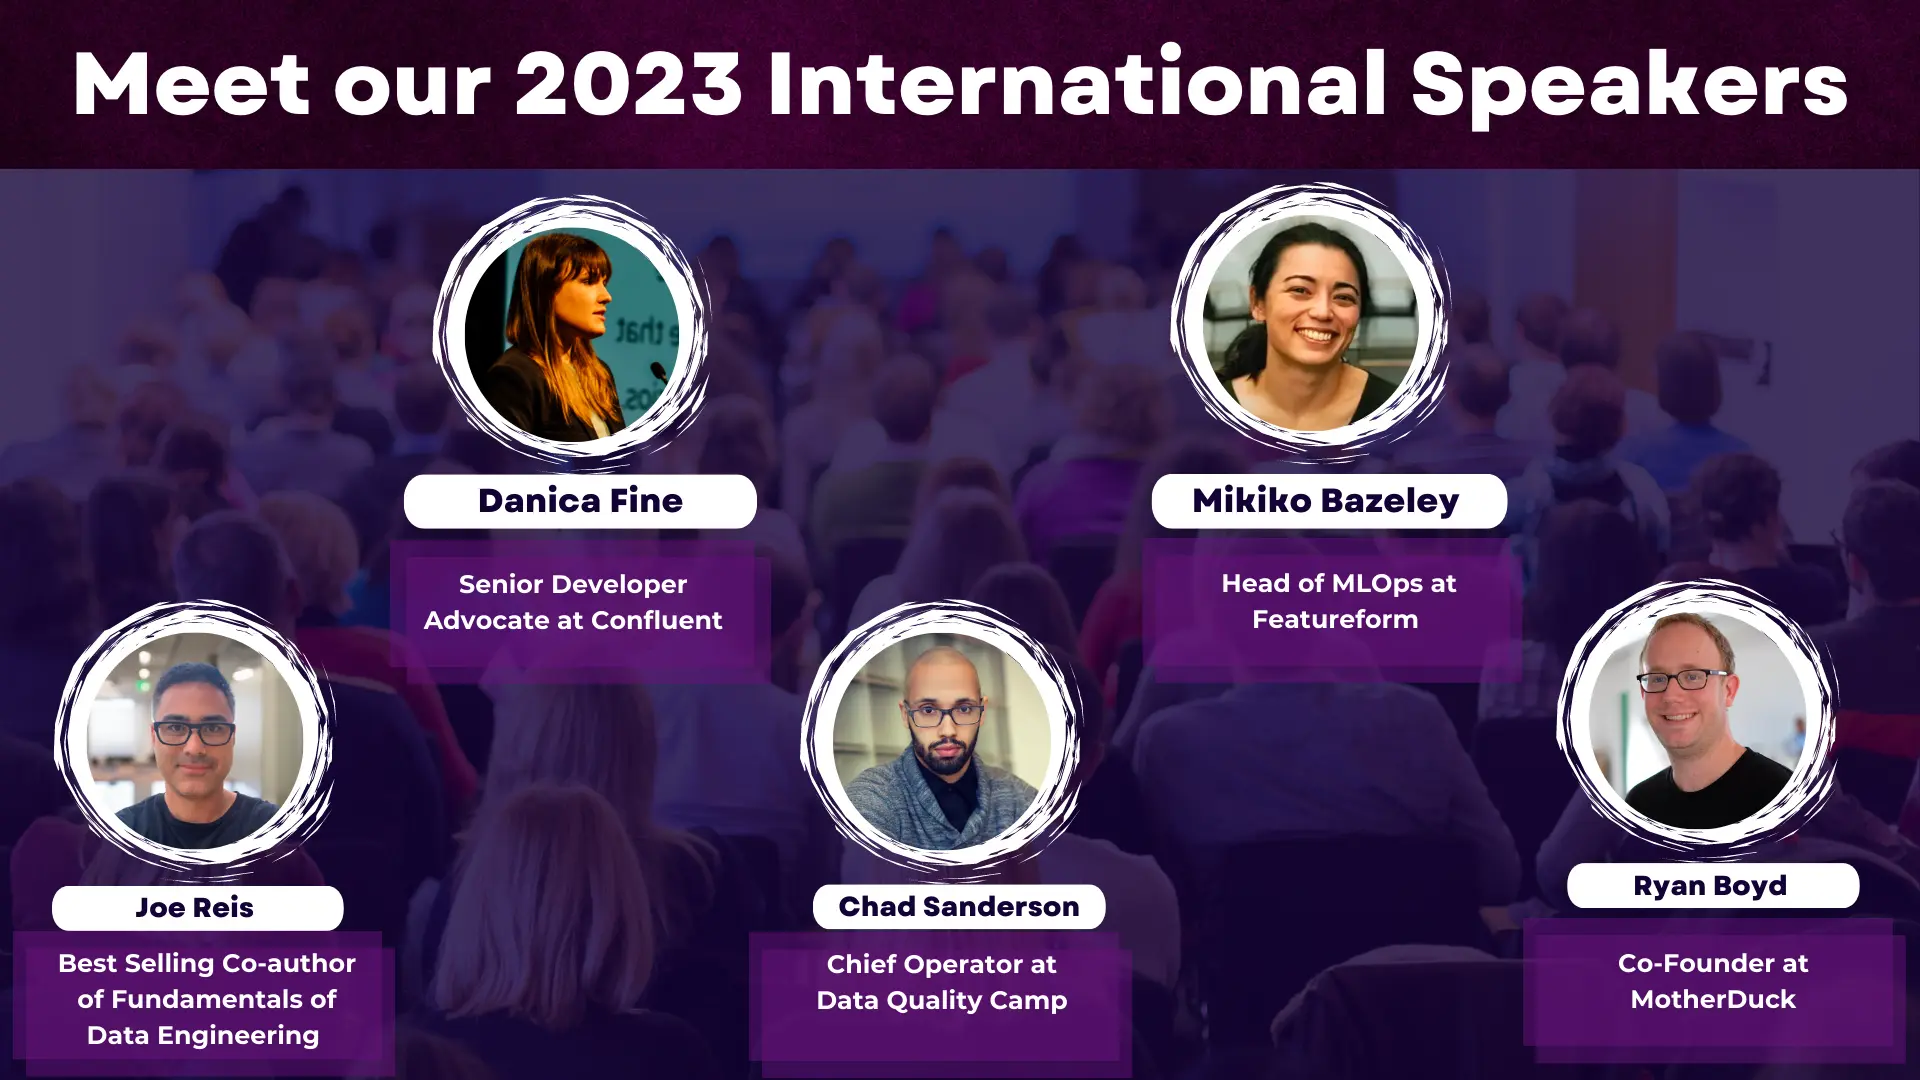 Meet our 2023 International Speakers
Danica Fine
Senior Developer
Advocate at Confluent
Mikiko Bazeley
Head of MLOps at
Featureform
Joe Reis
Best Selling Co-author
of Fundamentals of
Data Engineering
Chad Sanderson
Chief Operator at
Data Quality Camp
Ryan Boyd
Co-Founder at
MotherDuck